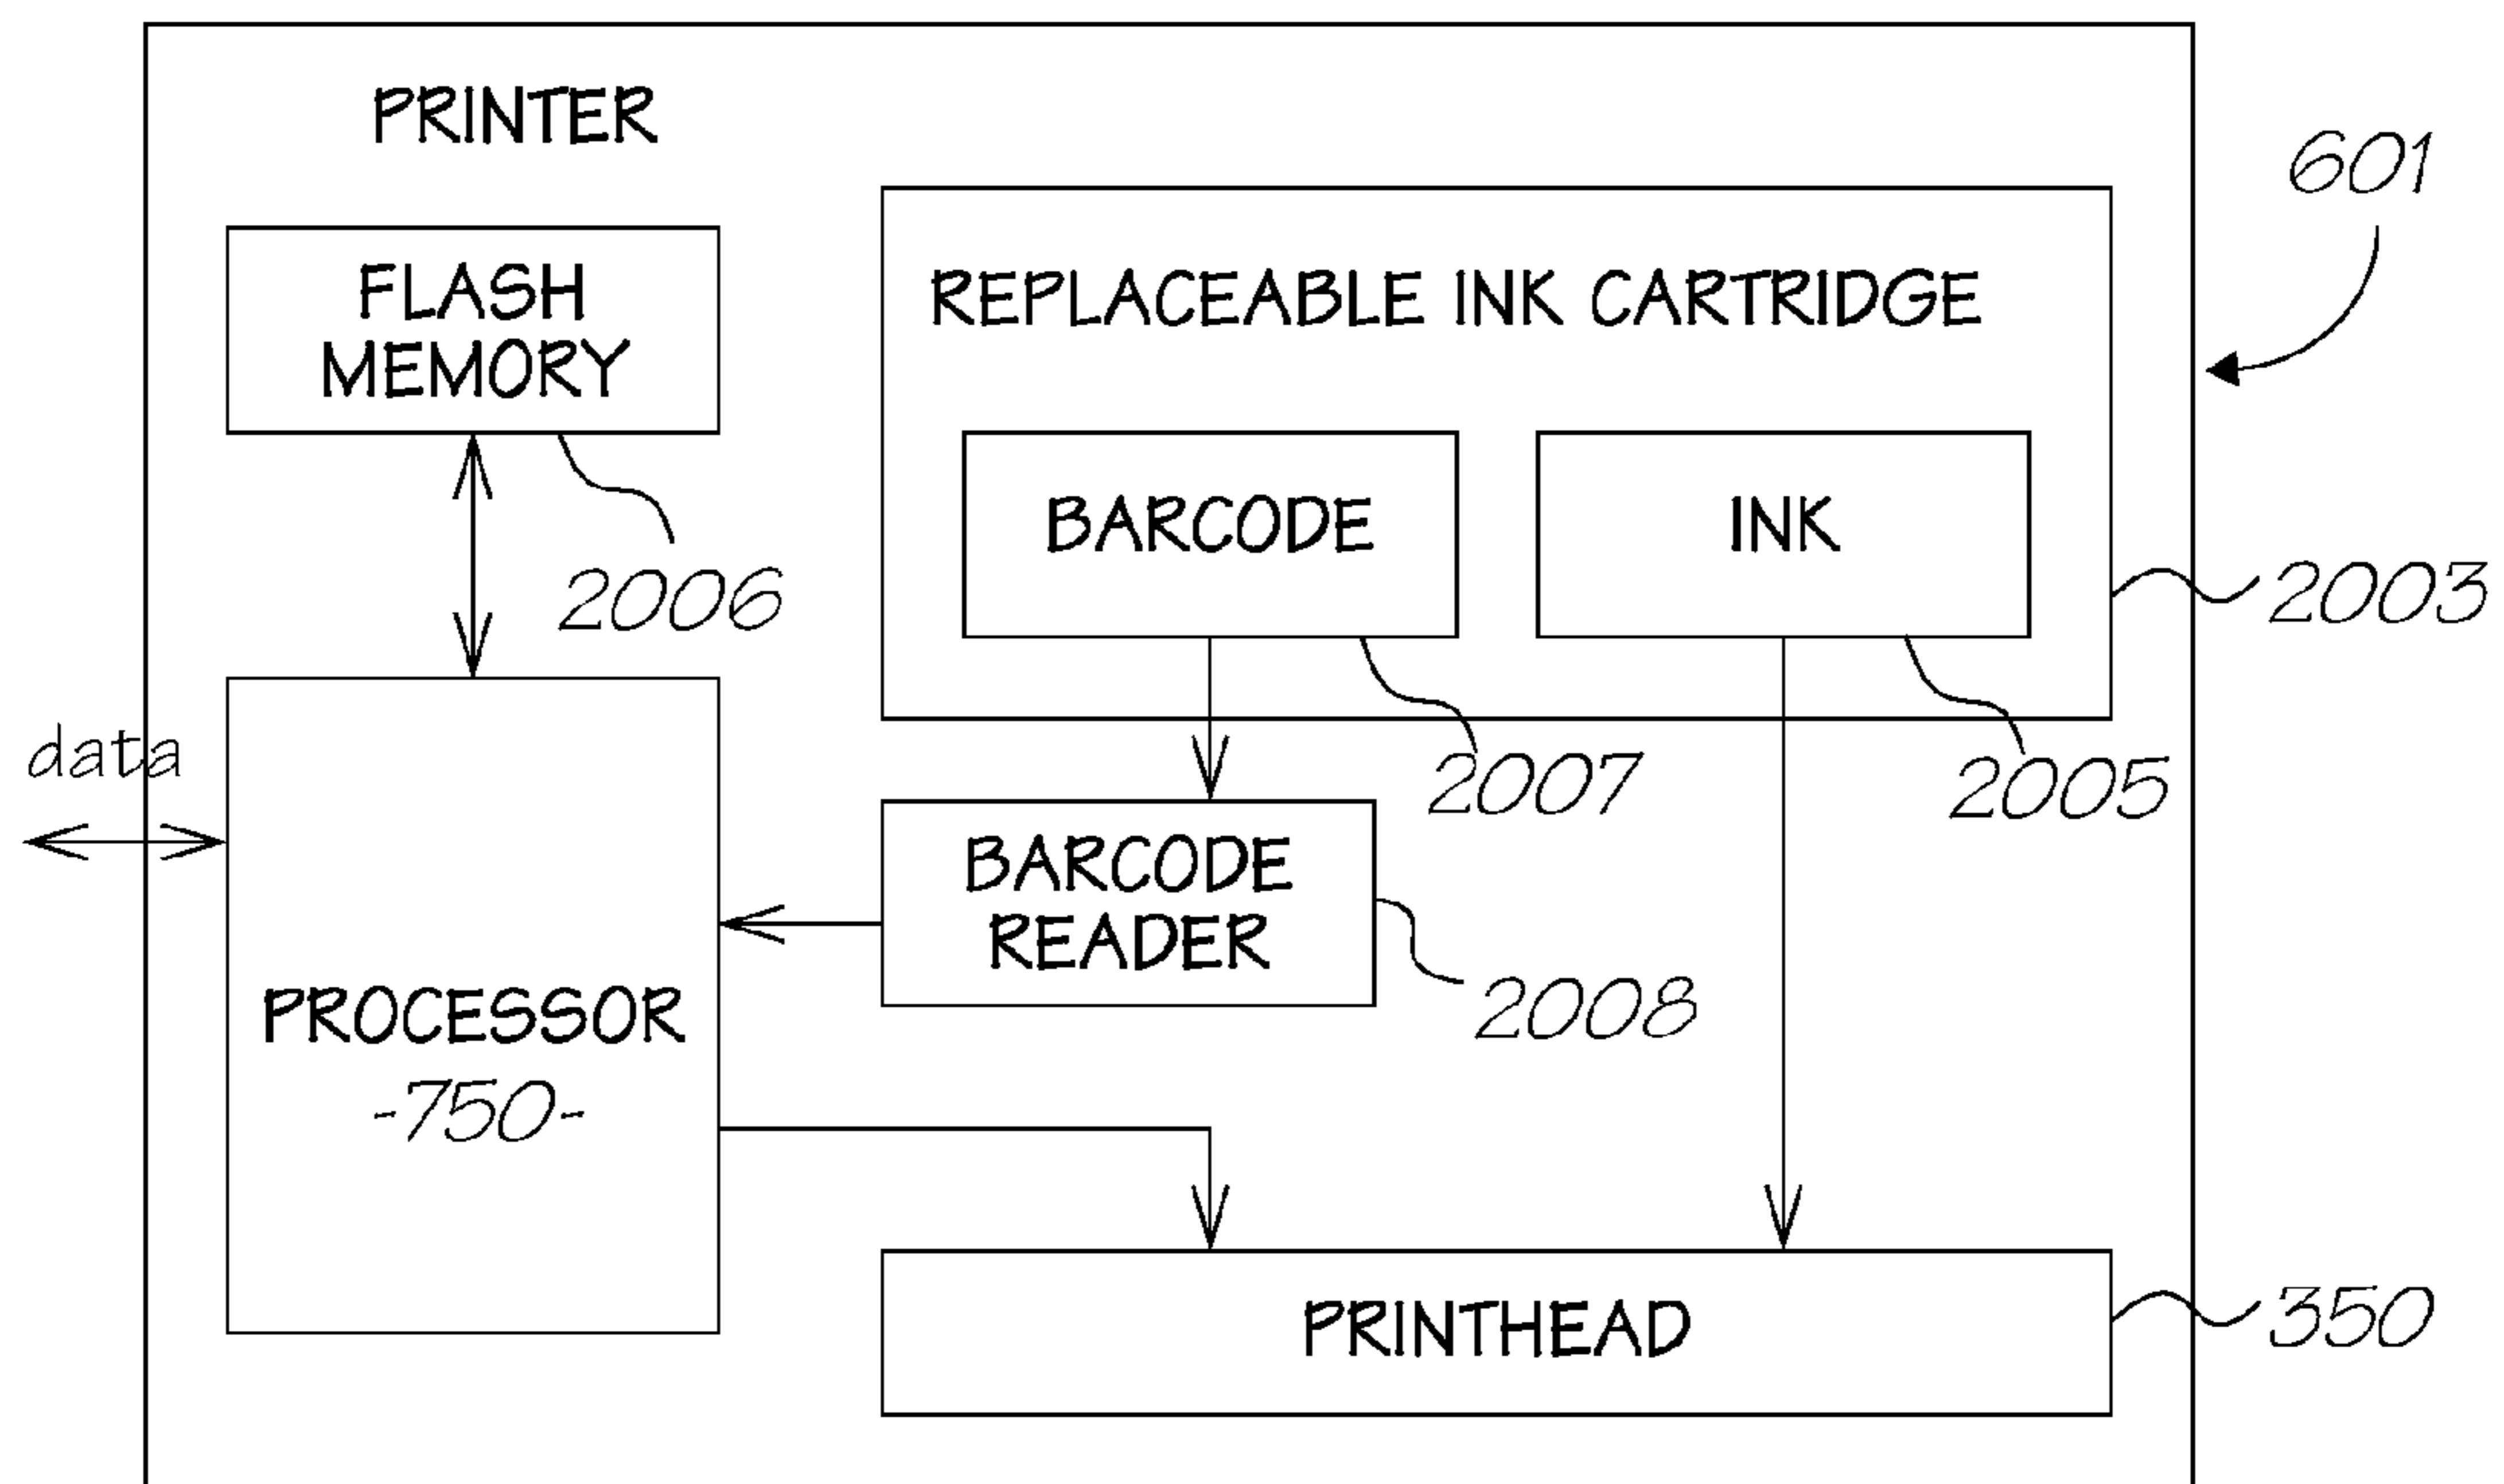 PRINTER
601
FLASH
MEMORY
REPLACEABLE INK CARTRIDGE
BARCODE
INK
2006
2003
data
2007
2005
BARCODE
READER
2008
PROCESSOR
-750-
PRINTHEAD
350